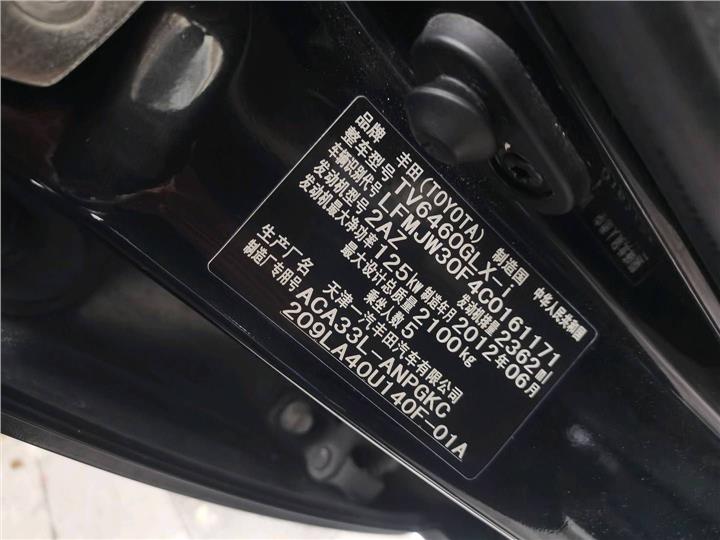 品牌 丰田(TOYOTA) 制造国 中华人民共和国
整车型号 TV6460GLX-i
车辆识别代号 LFMJW30F4C0161171
发动机型号 2AZ 发动机排量 2362ml
发动机最大净功率 125kW 制造年月 2012年06月
最大设计总质量 2100kg
乘坐人数 5
制造厂名 天津一汽丰田汽车有限公司
制造厂专用号 ACA33L-ANPGKC
209LA40U140F-01A